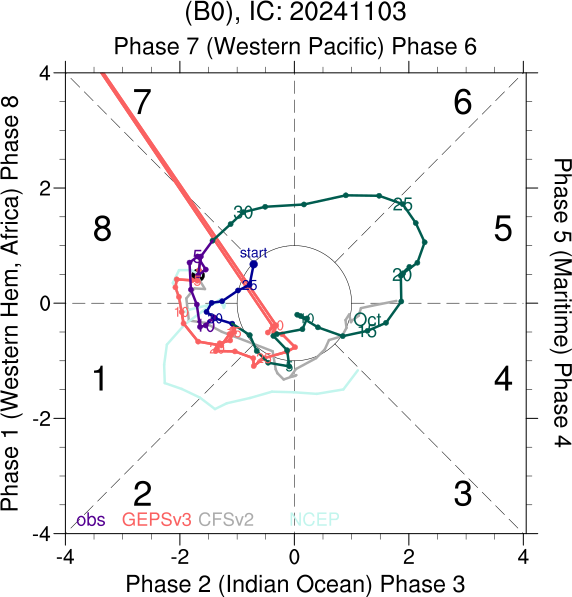 (B0), IC: 20241103
Phase 7 (Western Pacific) Phase 6
Phase 1 (Western Hem, Africa) Phase 8
Phase 5 (Maritime) Phase 4
4
2
0
-2
-4
7
6
8
5
1
4
2
3
30
25
20
15
start
25
Oct
5
obs
GEPSv3
CFSv2
NCEP
-4
-2
0
2
4
Phase 2 (Indian Ocean) Phase 3